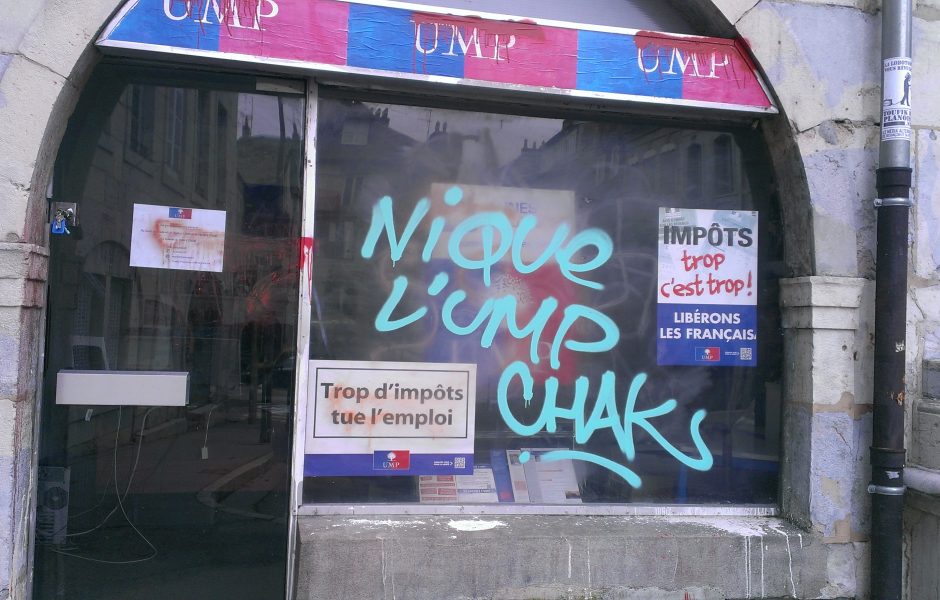 UMP
UMP
UMP
NIQUE
L'UMP
CHAK
IMPÔTS
trop
c'est trop!
LIBÉRONS
LES FRANÇAIS
UMP
Trop d'impôts
tue l'emploi
UMP